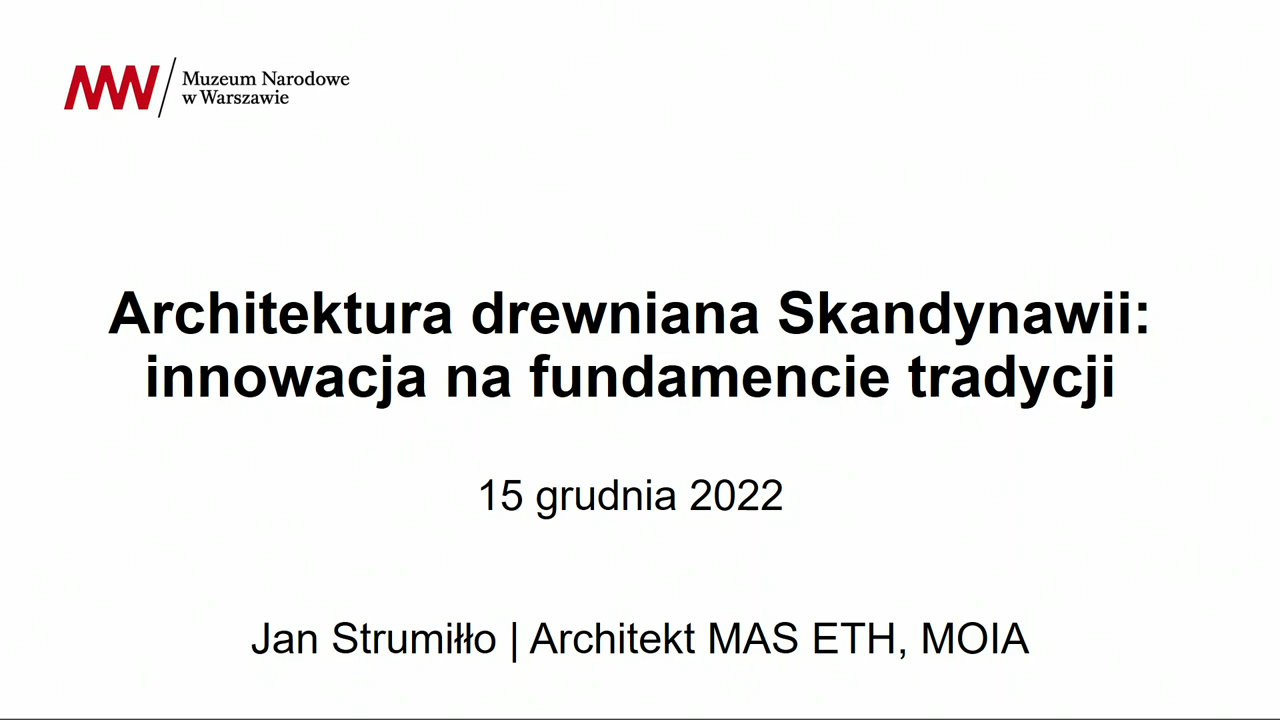 MW
Muzeum Narodowe
w Warszawie
Architektura drewniana Skandynawii:
innowacja na fundamencie tradycji
15 grudnia 2022
Jan Strumiłło | Architekt MAS ETH, MOIA